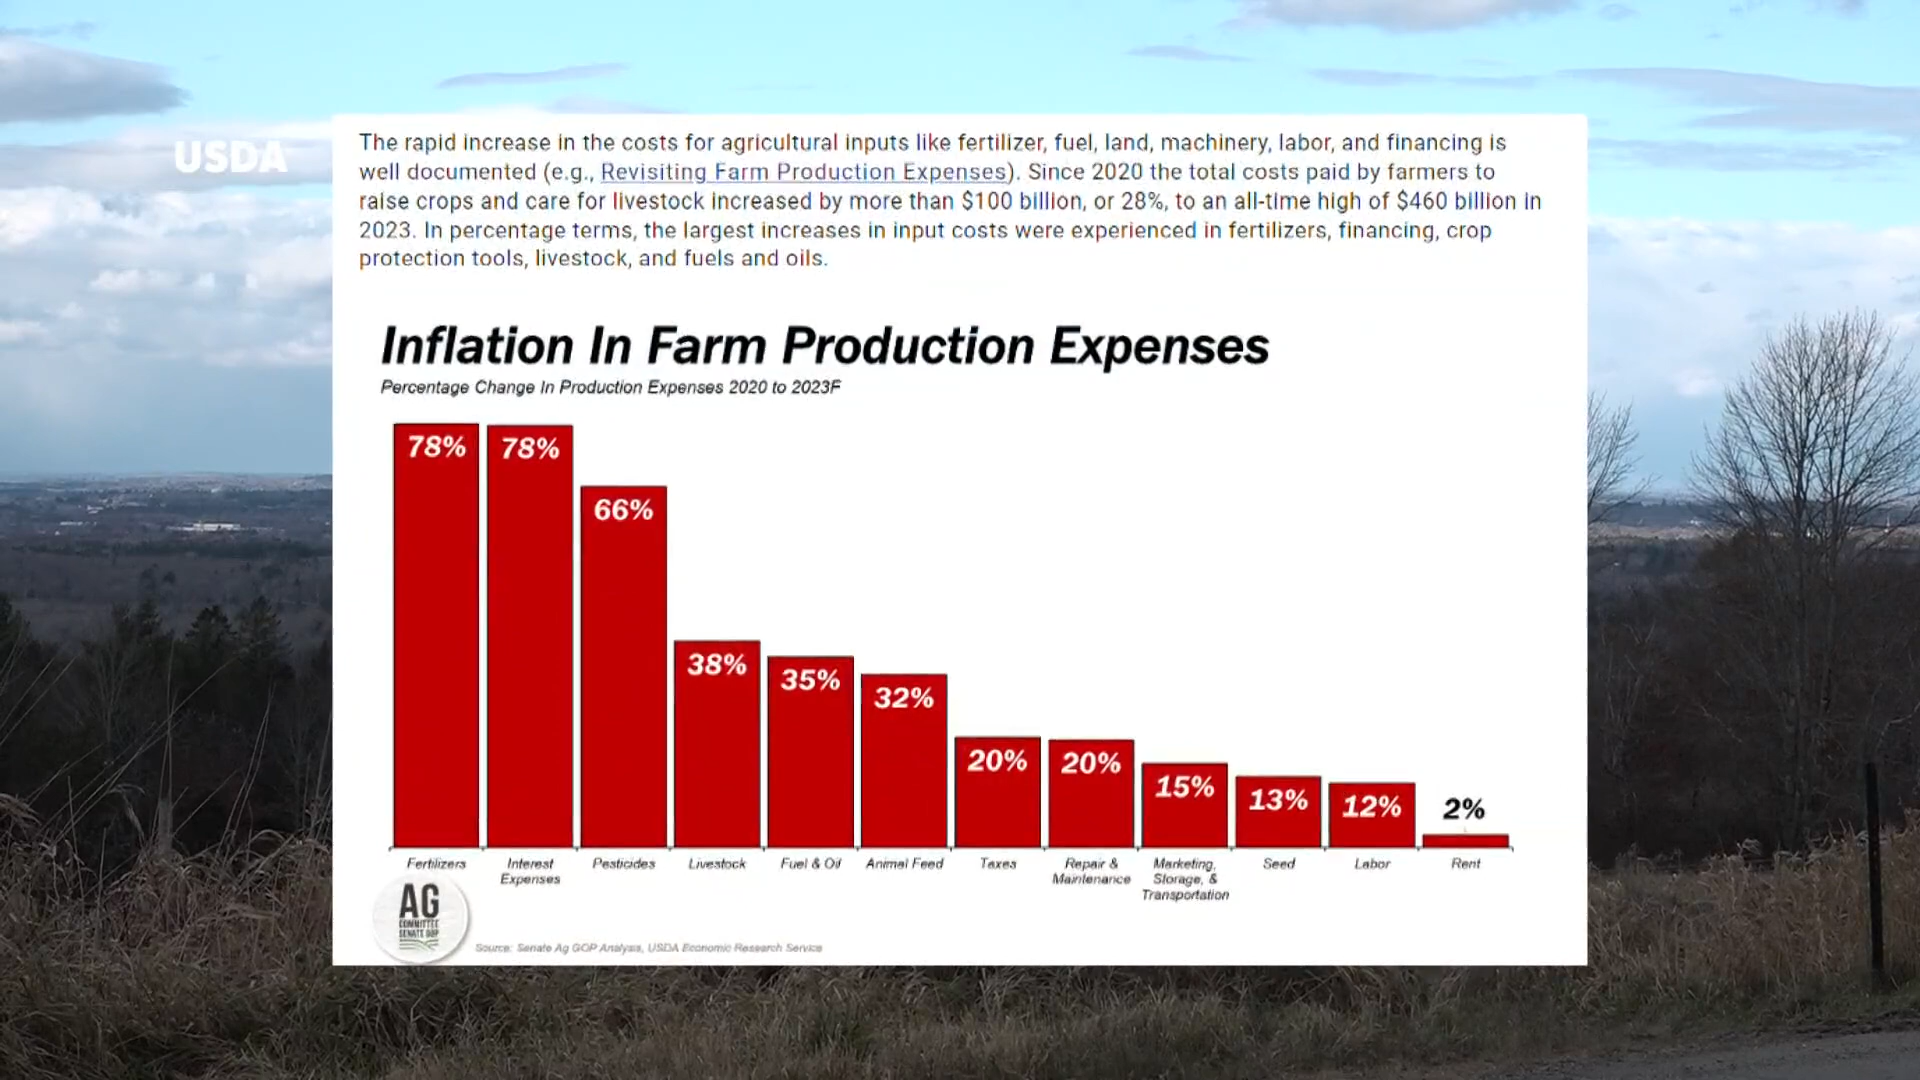 USDA
The rapid increase in the costs for agricultural inputs like fertilizer, fuel, land, machinery, labor, and financing is
well documented (e.g., Revisiting Farm Production Expenses). Since 2020 the total costs paid by farmers to
raise crops and care for livestock increased by more than $100 billion, or 28%, to an all-time high of $460 billion in
2023. In percentage terms, the largest increases in input costs were experienced in fertilizers, financing, crop
protection tools, livestock, and fuels and oils.
Inflation In Farm Production Expenses
Percentage Change In Production Expenses 2020 to 2023F
78% 78% 66% 38% 35% 32% 20% 20% 15% 13% 12% 2%
Fertilizers Interest Pesticides Livestock Fuel & Oil Animal Feed Taxes Repair & Marketing, Seed Labor Rent
Expenses Maintenance Storage, &
Transportation
AG
COMMITTEE
SENATE GOP
Source: Senate Ag GOP Analysis, USDA Economic Research Service